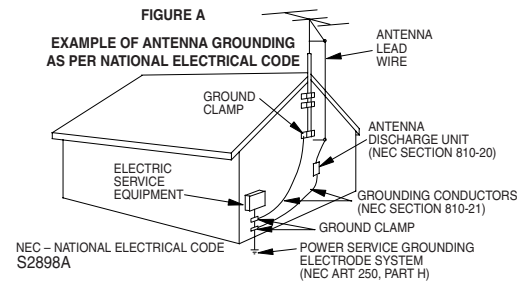 FIGURE A
EXAMPLE OF ANTENNA GROUNDING
AS PER NATIONAL ELECTRICAL CODE
ANTENNA
LEAD
WIRE
GROUND
CLAMP
ANTENNA
DISCHARGE UNIT
(NEC SECTION 810-20)
ELECTRIC
SERVICE
EQUIPMENT
GROUNDING CONDUCTORS
(NEC SECTION 810-21)
GROUND CLAMP
POWER SERVICE GROUNDING
ELECTRODE SYSTEM
(NEC ART 250, PART H)
NEC – NATIONAL ELECTRICAL CODE
S2898A